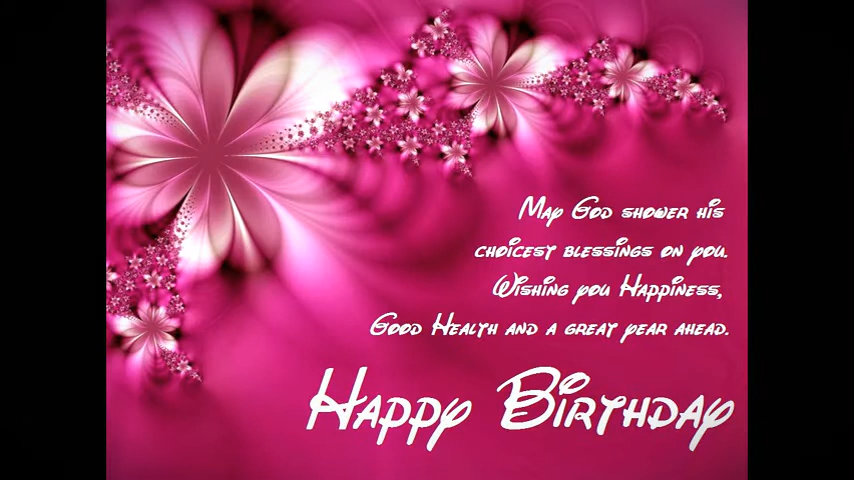 May God shower his
choicest blessings on you.
Wishing you Happiness,
Good Health and a great year ahead.
Happy Birthday